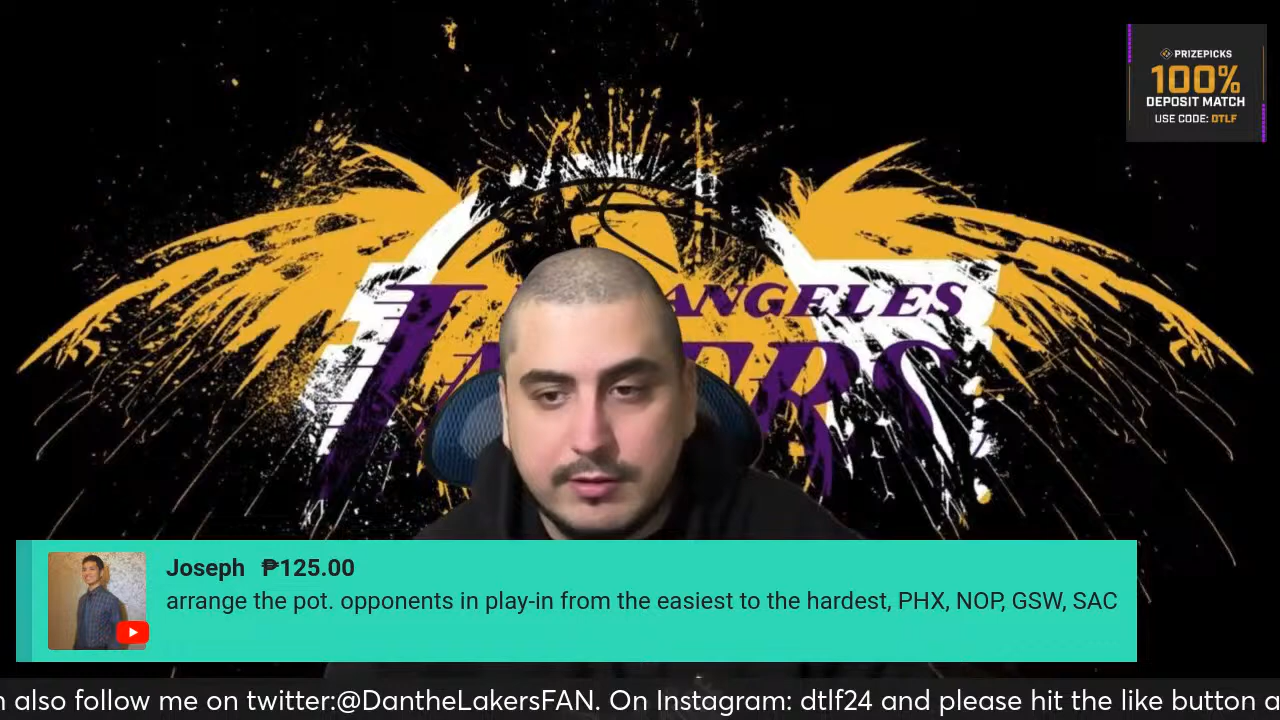 PRIZEPICKS
100%
DEPOSIT MATCH
USE CODE: DTLF
ANGELES
Joseph ₱125.00
arrange the pot. opponents in play-in from the easiest to the hardest, PHX, NOP, GSW, SAC
also follow me on twitter:@DantheLakersFAN. On Instagram: dtlf24 and please hit the like button